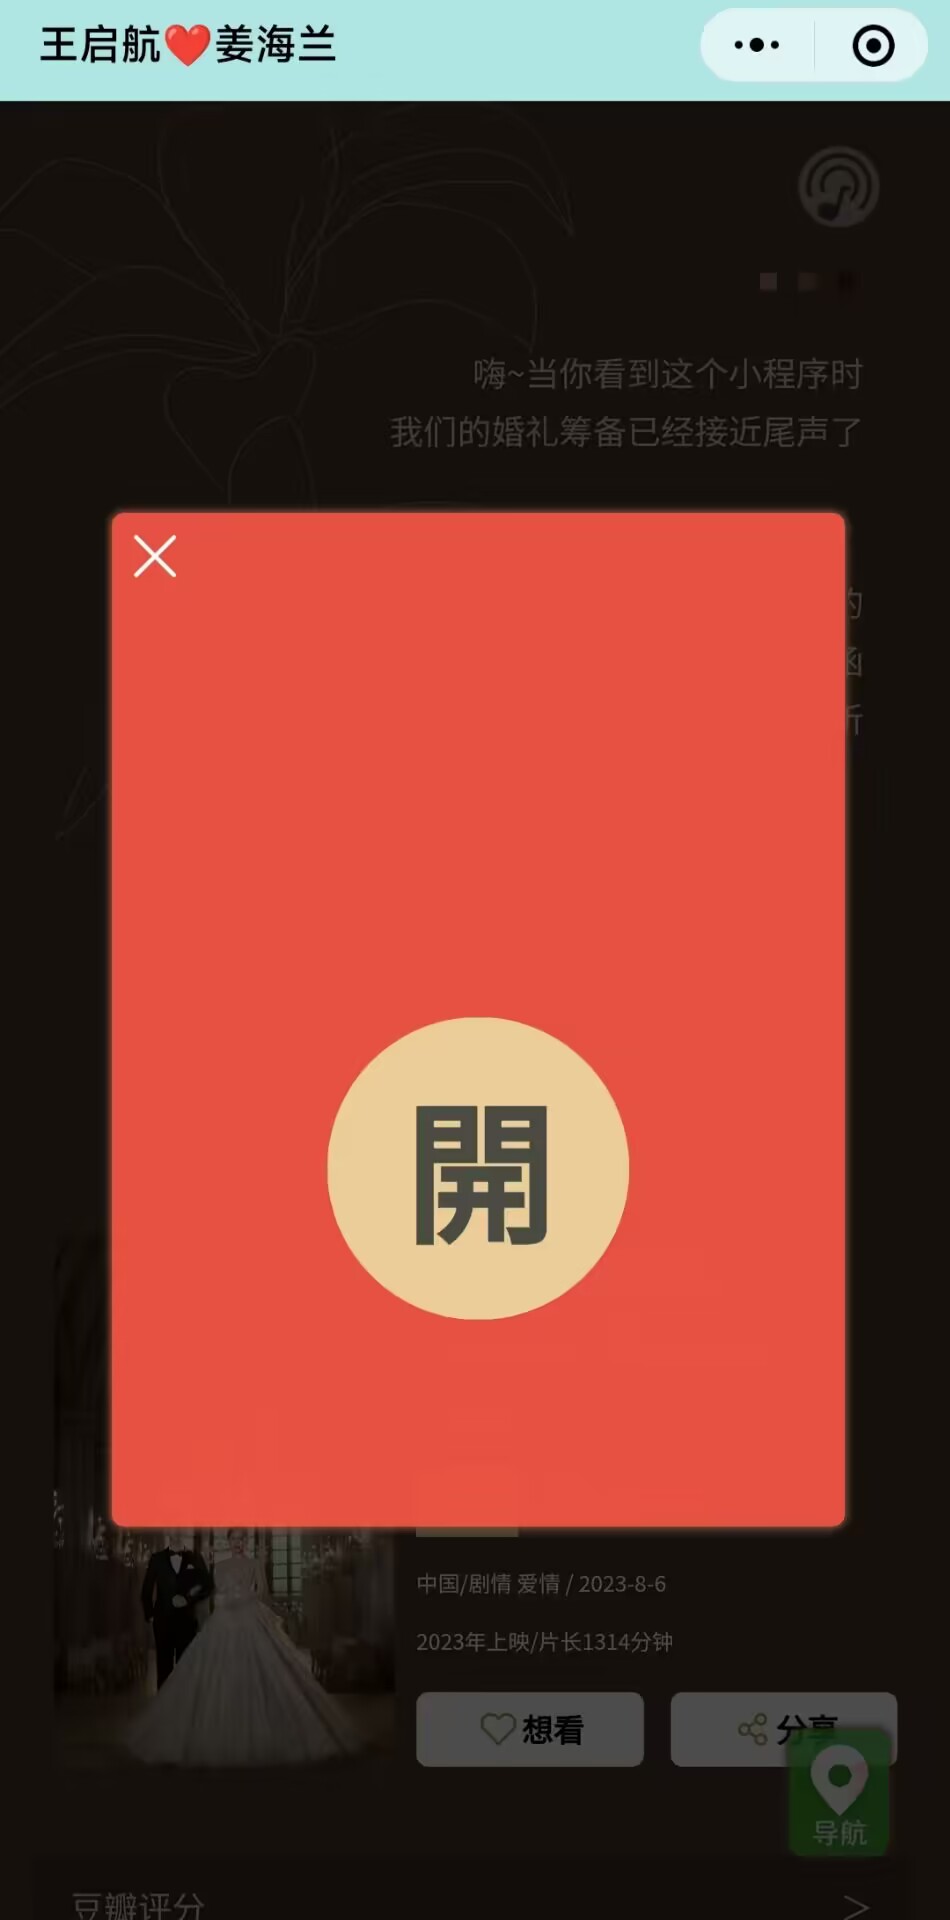 王启航❤️姜海兰
嗨~当你看到这个小程序时
我们的婚礼筹备已经接近尾声了
的
函
開
中国/剧情 爱情 / 2023-8-6
2023年上映/片长1314分钟
想看
分享
导航
豆瓣评分